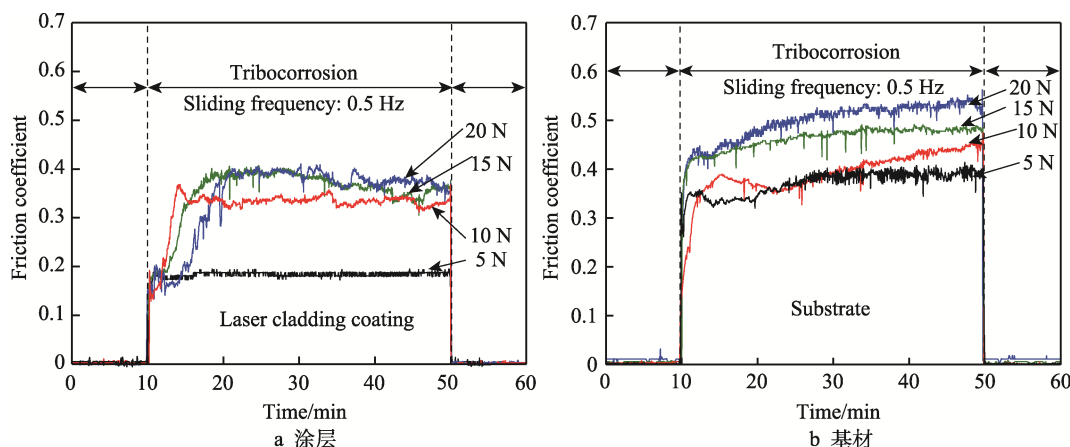 0.7
0.6
0.5
0.4
0.3
0.2
0.1
0
Friction coefficient
Tribocorrosion
Sliding frequency: 0.5 Hz
20 N
15 N
10 N
5 N
Laser cladding coating
0 10 20 30 40 50 60
Time/min
a 涂层
0.7
0.6
0.5
0.4
0.3
0.2
0.1
0
Friction coefficient
Tribocorrosion
Sliding frequency: 0.5 Hz
20 N
15 N
10 N
5 N
Substrate
0 10 20 30 40 50 60
Time/min
b 基材